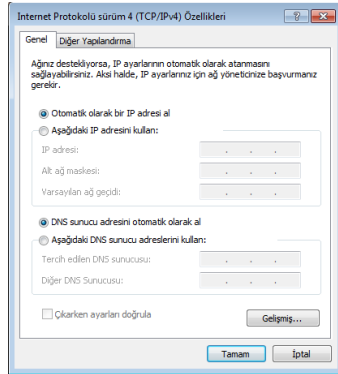 Internet Protokolü sürüm 4 (TCP/IPv4) Özellikleri
Genel
Diğer Yapılandırma
Ağınız destekliyorsa, IP ayarlarının otomatik olarak atanmasını
sağlayabilirsiniz. Aksi halde, IP ayarlarınız için ağ yöneticinize başvurmanız
gerekir.
Otomatik olarak bir IP adresi al
Aşağıdaki IP adresini kullan:
IP adresi:
Alt ağ maskesi:
Varsayılan ağ geçidi:
DNS sunucu adresini otomatik olarak al
Aşağıdaki DNS sunucu adreslerini kullan:
Tercih edilen DNS sunucusu:
Diğer DNS Sunucusu:
Çıkarken ayarları doğrula
Gelişmiş...
Tamam
İptal